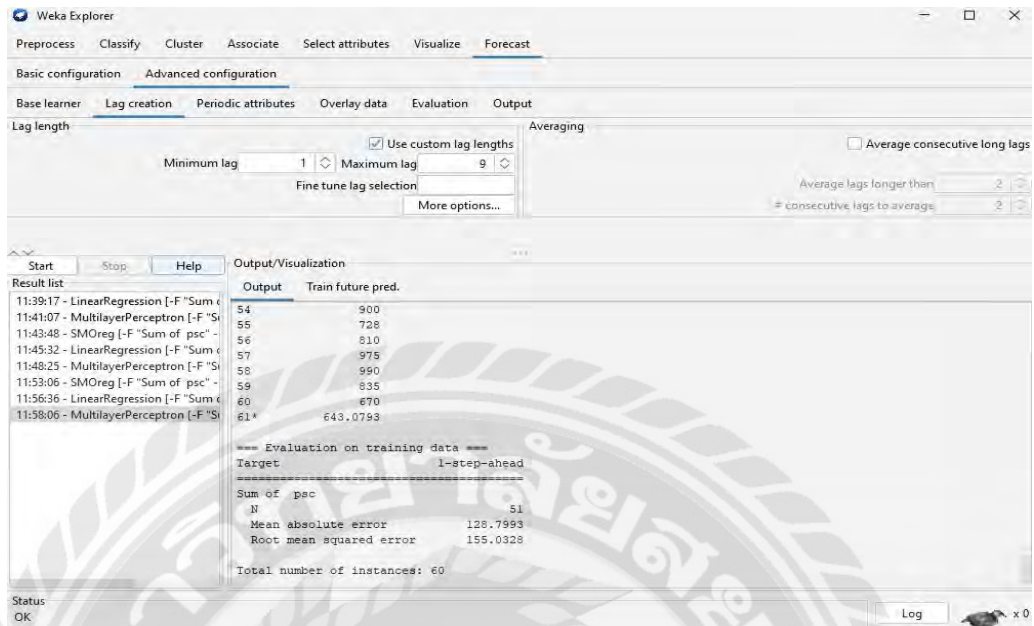 Weka Explorer
Preprocess Classify Cluster Associate Select attributes Visualize Forecast
Basic configuration Advanced configuration
Base learner Lag creation Periodic attributes Overlay data Evaluation Output
Lag length
Use custom lag lengths
Minimum lag 1 Maximum lag 9
Fine tune lag selection
More options...
Averaging
Average consecutive long lags
Average lags longer than 2
# consecutive lags to average 2
Start Stop Help
Result list
11:39:17 - LinearRegression [-F "Sum
11:41:07 - MultilayerPerceptron [-F "S
11:43:48 - SMOreg [-F "Sum of psc" -
11:45:32 - LinearRegression [-F "Sum
11:48:25 - MultilayerPerceptron [-F "S
11:53:06 - SMOreg [-F "Sum of psc" -
11:56:36 - LinearRegression [-F "Sum
11:58:06 - MultilayerPerceptron [-F "S
Output/Visualization
Output Train future pred.
54 900
55 728
56 810
57 975
58 990
59 835
60 670
61* 643.0793
=== Evaluation on training data ===
Target 1-step-ahead
=======================================
Sum of psc
N 51
Mean absolute error 128.7993
Root mean squared error 155.0328
Total number of instances: 60
Status
OK
Log x 0